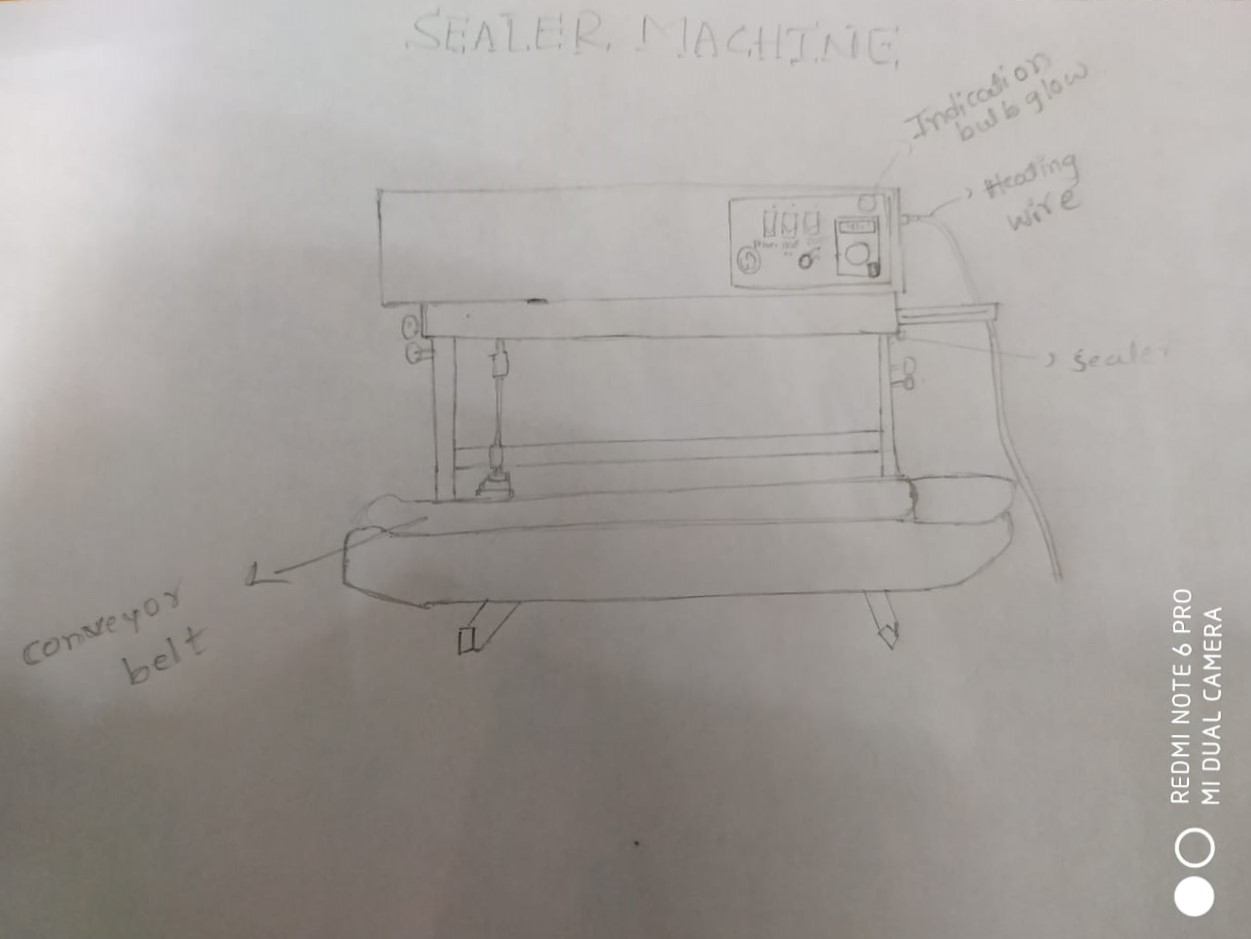 SEALER MACHINE
Indication
bulb glow
Heating
wire
Sealer
conveyor
belt
REDMI NOTE 6 PRO
MI DUAL CAMERA